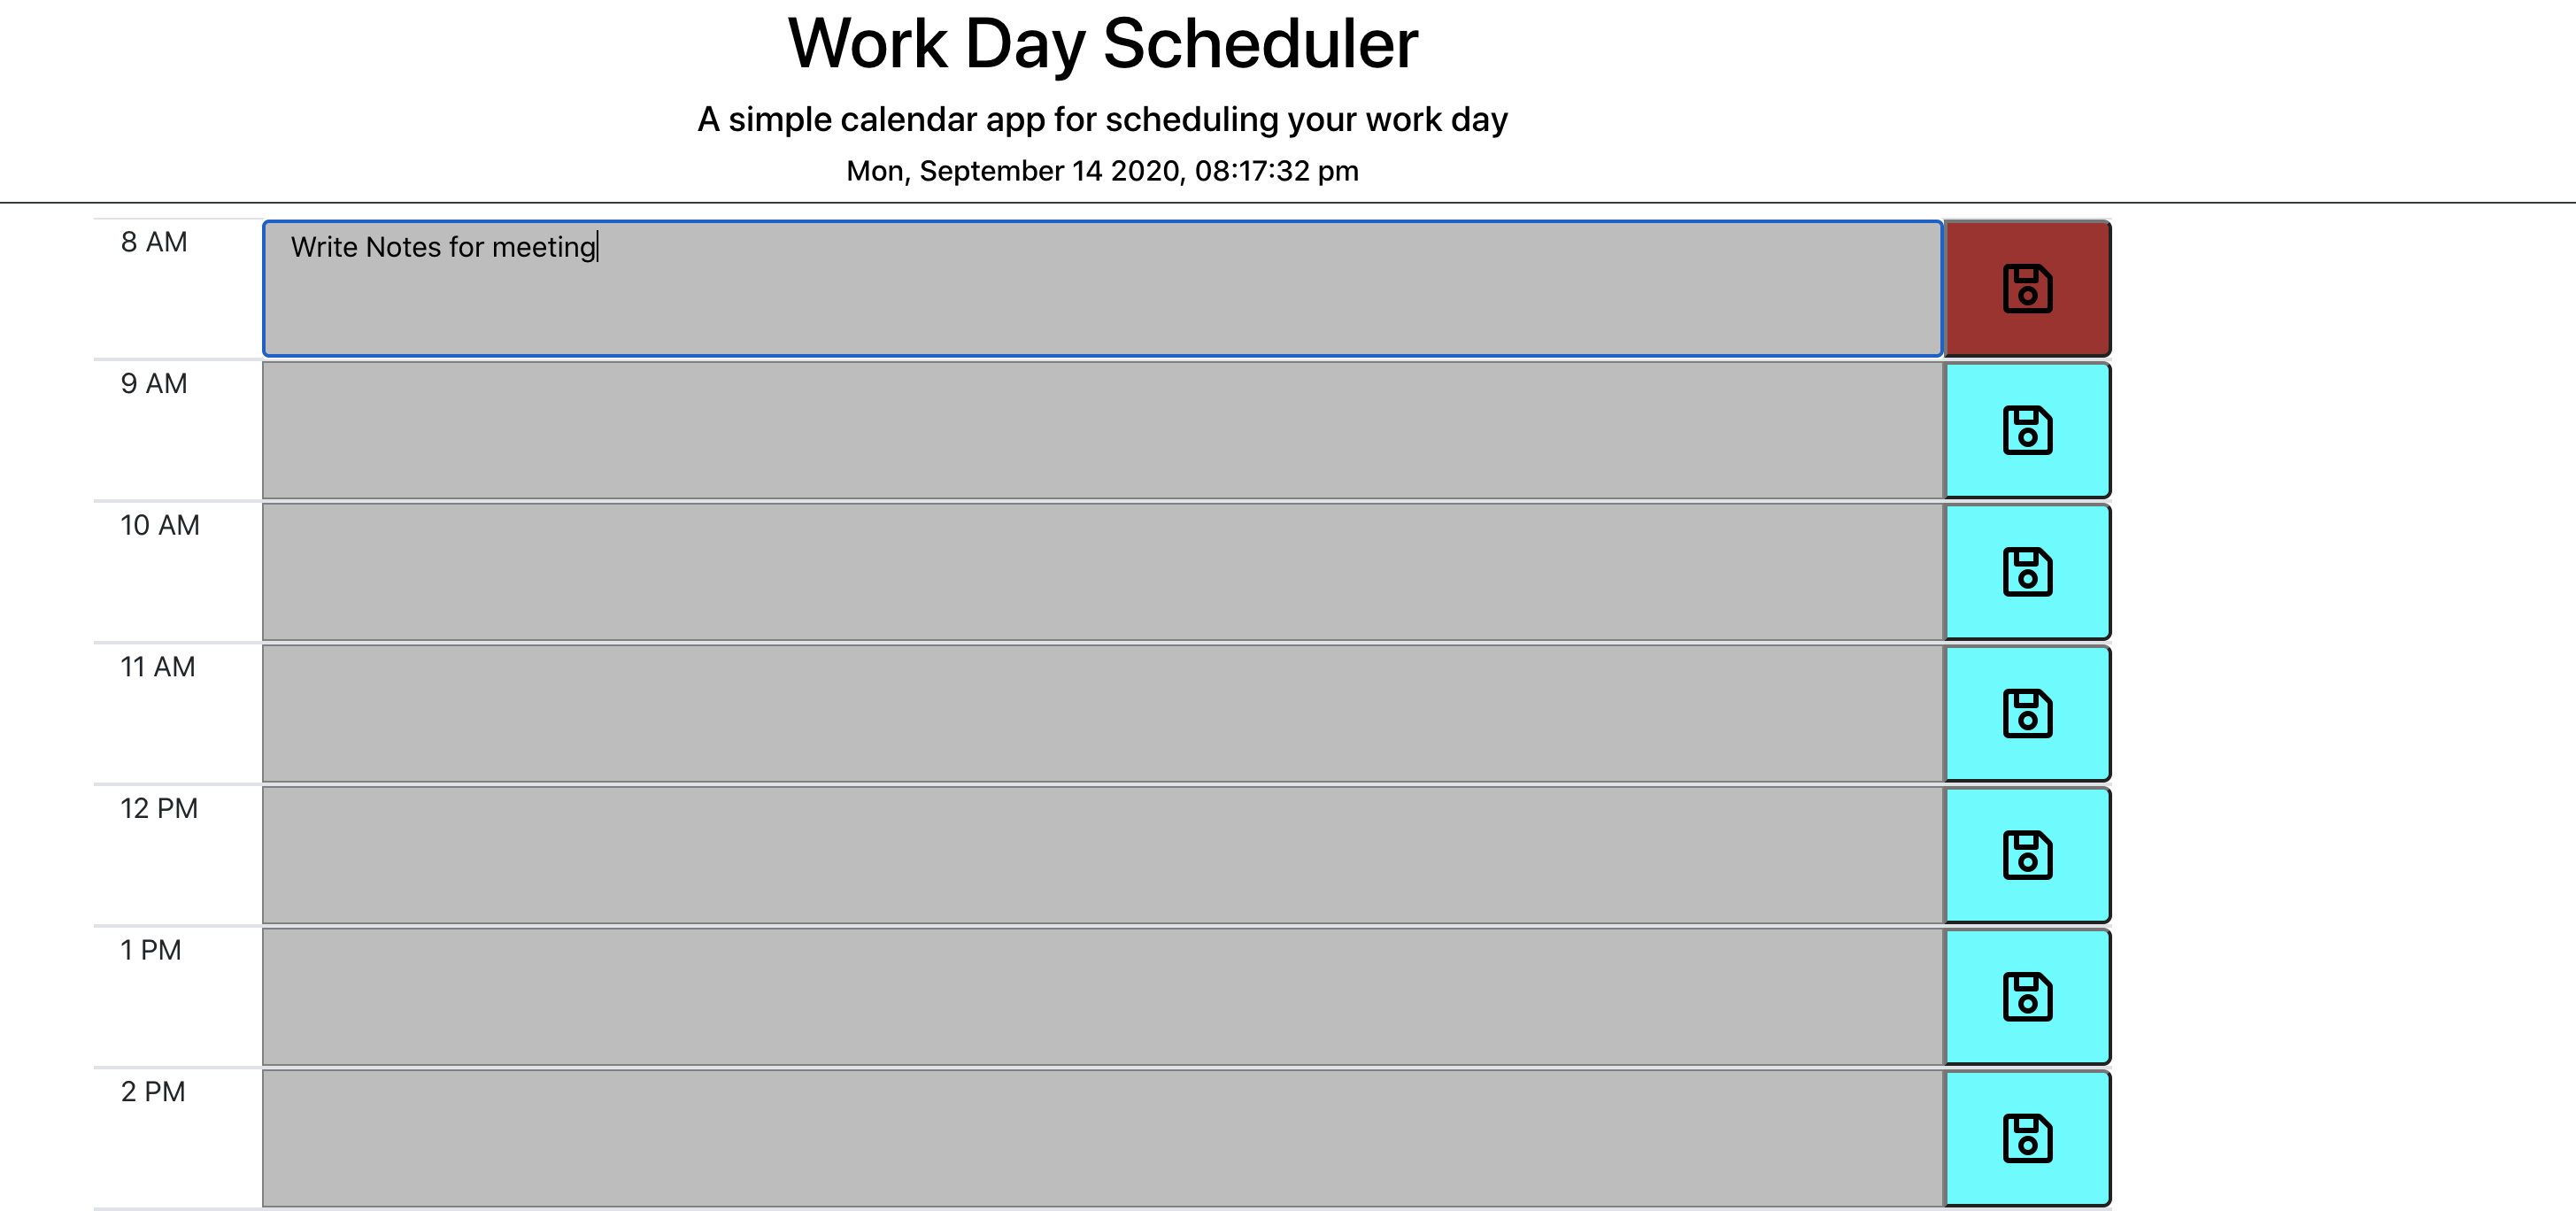 Work Day Scheduler
A simple calendar app for scheduling your work day
Mon, September 14 2020, 08:17:32 pm
8 AM
Write Notes for meeting
9 AM
10 AM
11 AM
12 PM
1 PM
2 PM